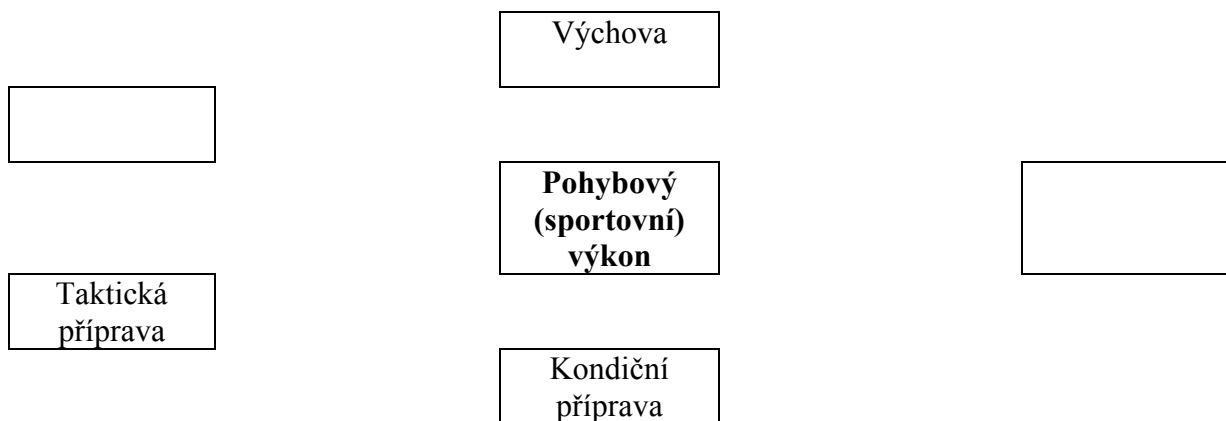 Výchova
Pohybový
(sportovní)
výkon
Taktická
příprava
Kondiční
příprava